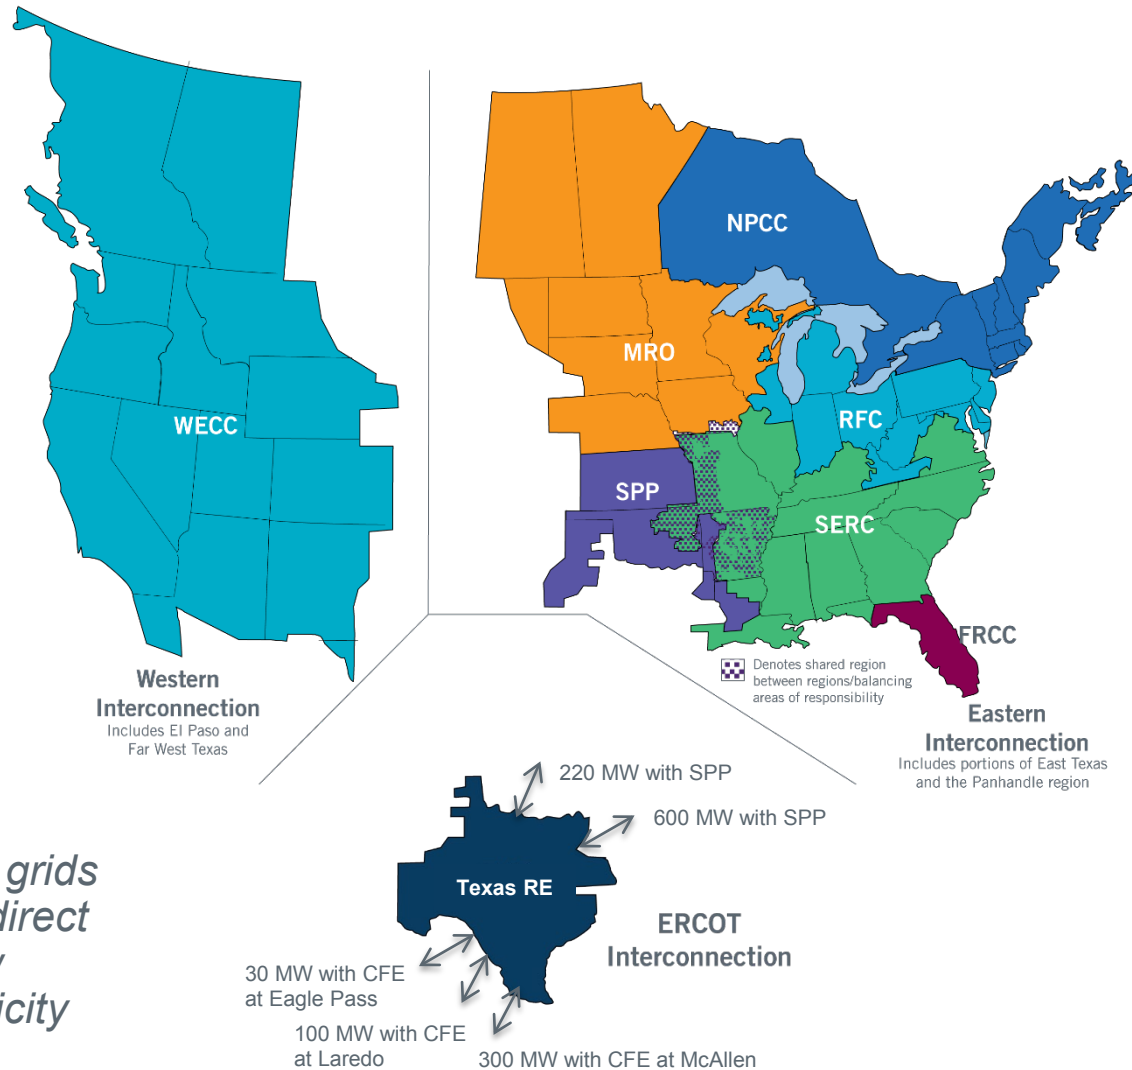 NPCC
MRO
WECC
RFC
SPP
SERC
FRCC
Denotes shared region
between regions/balancing
areas of responsibility
Western
Interconnection
Includes El Paso and
Far West Texas
Eastern
Interconnection
Includes portions of East Texas
and the Panhandle region
220 MW with SPP
600 MW with SPP
grids
direct
Texas RE
ERCOT
Interconnection
30 MW with CFE
at Eagle Pass
100 MW with CFE
at Laredo
300 MW with CFE at McAllen
icity